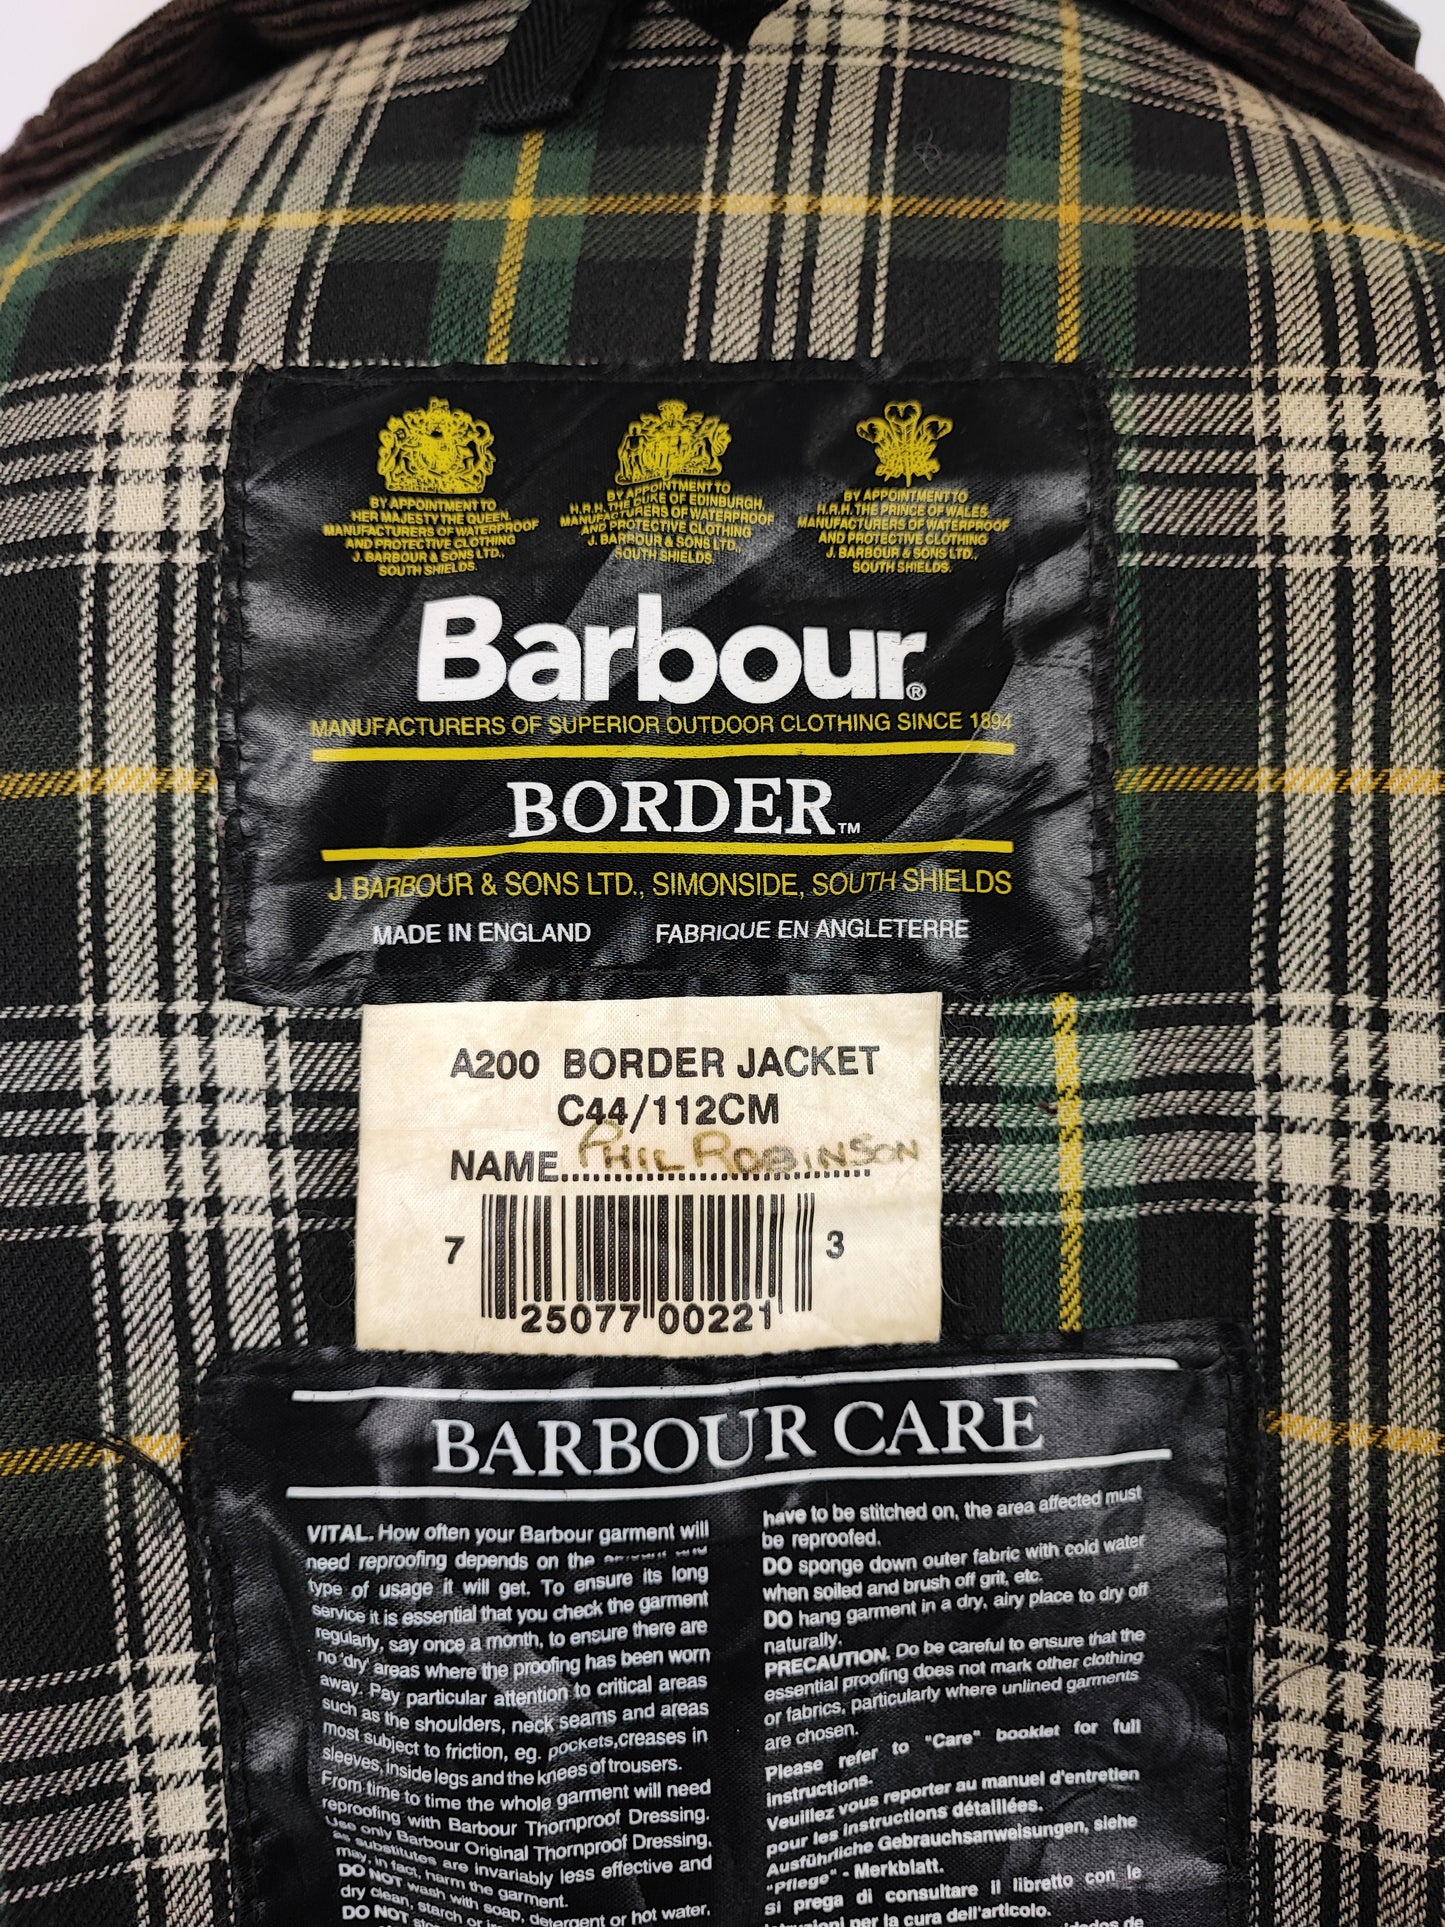 BY APPOINTMENT TO
HER MAJESTY THE QUEEN,
MANUFACTURERS OF WATERPROOF
AND PROTECTIVE CLOTHING
J. BARBOUR & SONS LTD.,
SOUTH SHIELDS.
BY APPOINTMENT TO
H.R.H. THE DUKE OF EDINBURGH,
MANUFACTURERS OF WATERPROOF
AND PROTECTIVE CLOTHING
J. BARBOUR & SONS LTD.,
SOUTH SHIELDS.
BY APPOINTMENT TO
H.R.H. THE PRINCE OF WALES
MANUFACTURERS OF WATERPROOF
AND PROTECTIVE CLOTHING
J. BARBOUR & SONS LTD.,
SOUTH SHIELDS.
Barbour®
MANUFACTURERS OF SUPERIOR OUTDOOR CLOTHING SINCE 1894
BORDER™
J. BARBOUR & SONS LTD., SIMONSIDE, SOUTH SHIELDS
MADE IN ENGLAND FABRIQUE EN ANGLETERRE
A200 BORDER JACKET
C44/112CM
NAME PHIL ROBINSON
7 25077 00221 3
BARBOUR CARE
VITAL. How often your Barbour garment will
need reproofing depends on the amount and
type of usage it will get. To ensure its long
service it is essential that you check the garment
regularly, say once a month, to ensure there are
no 'dry' areas where the proofing has been worn
away. Pay particular attention to critical areas
such as the shoulders, neck seams and areas
most subject to friction, eg. pockets, creases in
sleeves, inside legs and the knees of trousers.
From time to time the whole garment will need
reproofing with Barbour Thornproof Dressing.
Use only Barbour Original Thornproof Dressing,
as substitutes are invariably less effective and
may, in fact, harm the garment.
DO NOT wash with soap, detergent or hot water,
dry clean, starch or
DO NOT
have to be stitched on, the area affected must
be reproofed.
DO sponge down outer fabric with cold water
when soiled and brush off grit, etc.
DO hang garment in a dry, airy place to dry off
naturally.
PRECAUTION. Do be careful to ensure that the
essential proofing does not mark other clothing
or fabrics, particularly where unlined garments
are chosen.
Please refer to "Care" booklet for full
instructions.
Veuillez vous reporter au manuel d'entretien
pour les instructions détaillées.
Ausführliche Gebrauchsanweisungen, siehe
"Pflege" - Merkblatt.
si prega di consultare il libretto con le
istruzioni per la cura dell'articolo.
de